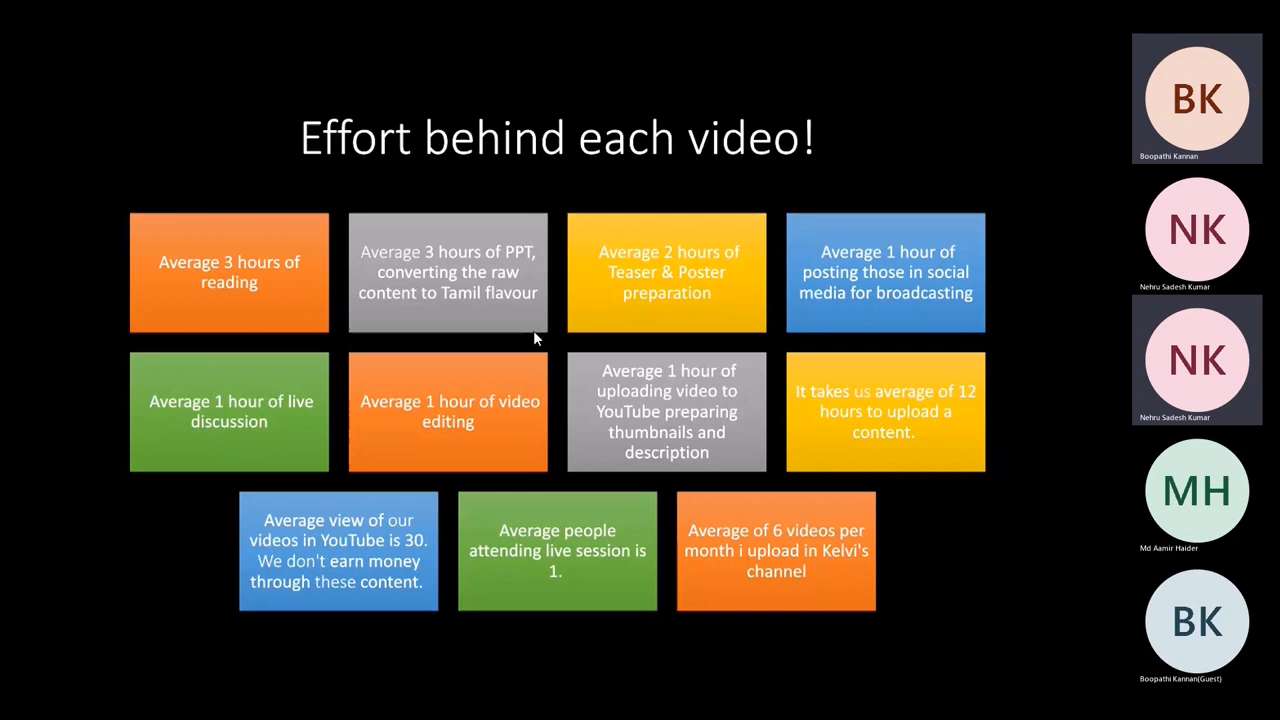 Effort behind each video!
Average 3 hours of
reading
Average 3 hours of PPT,
converting the raw
content to Tamil flavour
Average 2 hours of
Teaser & Poster
preparation
Average 1 hour of
posting those in social
media for broadcasting
Average 1 hour of live
discussion
Average 1 hour of video
editing
Average 1 hour of
uploading video to
YouTube preparing
thumbnails and
description
It takes us average of 12
hours to upload a
content.
Average view of our
videos in YouTube is 30.
We don't earn money
through these content.
Average people
attending live session is
1.
Average of 6 videos per
month i upload in Kelvi's
channel
BK
Boopathi Kannan
NK
Nehru Sadesh Kumar
NK
Nehru Sadesh Kumar
MH
Md Aamir Haider
BK
Boopathi Kannan(Guest)